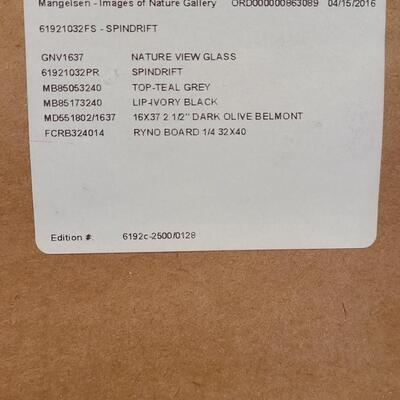 Mangelsen - Images of Nature Gallery ORD000000863089 04/15/2016
61921032FS - SPINDRIFT
GNV1637 NATURE VIEW GLASS
61921032PR SPINDRIFT
MB85053240 TOP-TEAL GREY
MB85173240 LIP-IVORY BLACK
MD551802/1637 16X37 2 1/2" DARK OLIVE BELMONT
FCRB324014 RYNO BOARD 1/4 32X40
Edition #: 6192c-2500/0128